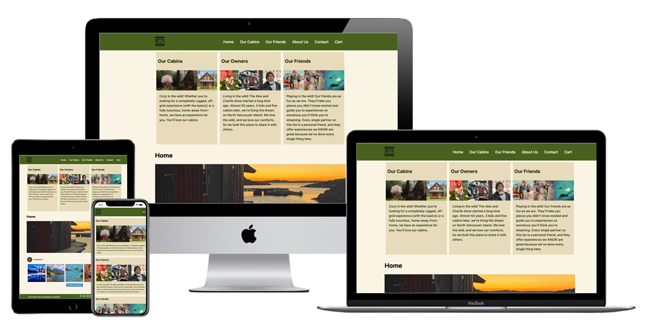 Home Our Cabins Our Friends About Us Contact Cart
Our Cabins
Cozy in the wild! Whether you're
looking for a completely rugged, off-
grid experience (with the basics) or a
fully luxurious, home-away-from-
home, we have an experience for
you. You'll love our cabins.
Our Owners
Living in the wild! The Alex and
Charlie show started a long time
ago. Almost 50 years, 3 kids and five
cabins later, we're living the dream
on North Vancouver Island. We love
the wild, and we love our comforts.
So we built this place to share it with
others.
Our Friends
Playing in the wild! Our friends are as
fun as we are. They'll take you
places you didn't know existed and
guide you to experiences so
wondrous you'll think you're
dreaming. Every single partner on
this list is a personal friend, and they
offer experiences we KNOW are
great because we've done every
single thing here.
Home
Home Our Cabins Our Friends About Us Contact Cart
Our Cabins
Cozy in the wild! Whether you're
looking for a completely rugged, off-
grid experience (with the basics) or a
fully luxurious, home-away-from-
home, we have an experience for
you. You'll love our cabins.
Our Owners
Living in the wild! The Alex and
Charlie show started a long time
ago. Almost 50 years, 3 kids and five
cabins later, we're living the dream
on North Vancouver Island. We love
the wild, and we love our comforts.
So we built this place to share it with
others.
Our Friends
Playing in the wild! Our friends are as
fun as we are. They'll take you
places you didn't know existed and
guide you to experiences so
wondrous you'll think you're
dreaming. Every single partner on
this list is a personal friend, and they
offer experiences we KNOW are
great because we've done every
single thing here.
Home
MacBook
Our Cabins
Our Owners
Our Friends
Home
Our Cabins
Our Owners
Our Friends